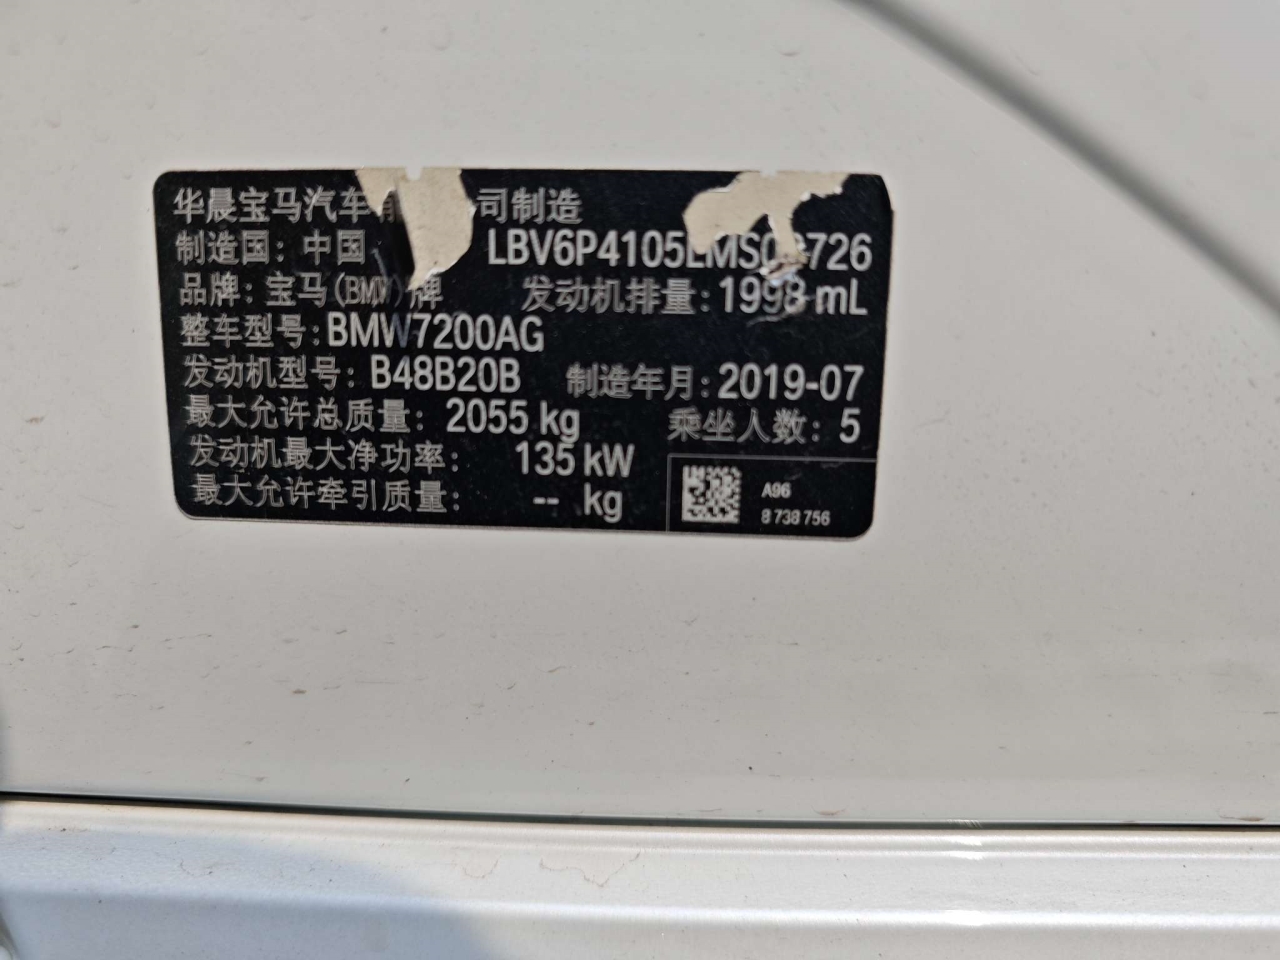 华晨宝马汽车 司制造
制造国：中国 LBV6P4105
品牌：宝马(BMW)牌 发动机排量：1998 mL
整车型号：BMW7200AG
发动机型号：B48B20B 制造年月：2019-07
最大允许总质量：2055 kg 乘坐人数：5
发动机最大净功率：135 kW
最大允许牵引质量：-- kg
A96
8 738 756